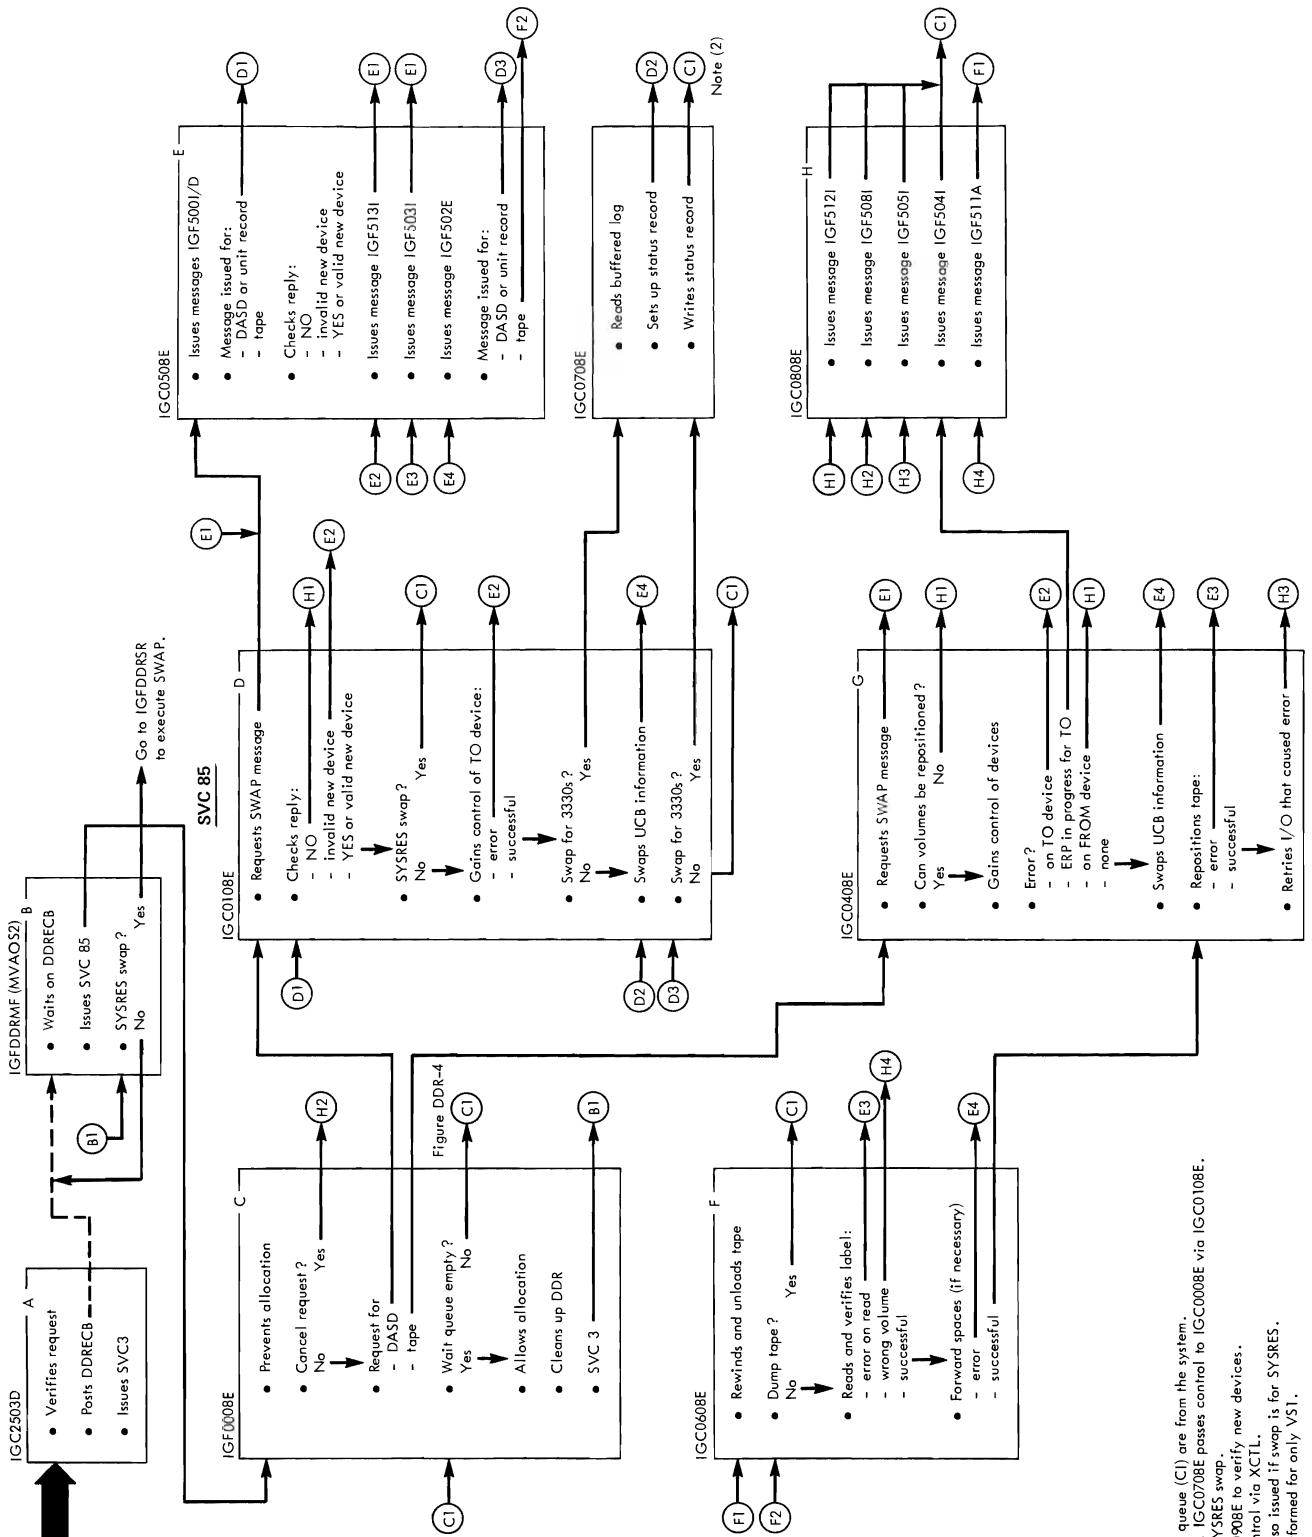 IGC2503D
A
• Verifies request
• Posts DDRECB
• Issues SVC3
IGFDDRMF (MVAOS2)
B
• Waits on DDRECB
• Issues SVC 85
• SYSRES swap?
No
Yes
Go to IGFDDRSR
to execute SWAP.
B1
SVC 85
IGF0008E
C
• Prevents allocation
• Cancel request?
No
Yes
H2
• Request for
- DASD
- tape
Figure DDR-4
• Wait queue empty?
Yes
No
C1
• Allows allocation
• Cleans up DDR
• SVC 3
B1
C1
IGC0108E
D
• Requests SWAP message
E1
• Checks reply:
- NO
H1
- invalid new device
E2
- YES or valid new device
• SYSRES swap?
No
Yes
C1
• Gains control of TO device:
- error
E2
- successful
• Swap for 3330s?
No
Yes
• Swaps UCB information
E4
• Swap for 3330s?
No
Yes
C1
D1
D2
D3
IGC0508E
E
• Issues messages IGF500I/D
• Message issued for:
- DASD or unit record
D1
- tape
• Checks reply:
- NO
- invalid new device
- YES or valid new device
• Issues message IGF513I
E1
• Issues message IGF503I
E1
• Issues message IGF502E
• Message issued for:
- DASD or unit record
D3
- tape
F2
E2
E3
E4
IGC0708E
• Reads buffered log
• Sets up status record
D2
• Writes status record
C1
Note (2)
IGC0608E
F
• Rewinds and unloads tape
• Dump tape?
No
Yes
C1
• Reads and verifies label:
- error on read
E3
- wrong volume
H4
- successful
• Forward spaces (if necessary)
- error
E4
- successful
F1
F2
IGC0408E
G
• Requests SWAP message
E1
• Can volumes be repositioned?
Yes
No
H1
• Gains control of devices
• Error?
- on TO device
E2
- ERP in progress for TO
- on FROM device
H1
- none
• Swaps UCB information
E4
• Repositions tape:
- error
E3
- successful
• Retries I/O that caused error
H3
IGC0808E
H
• Issues message IGF512I
• Issues message IGF508I
• Issues message IGF505I
• Issues message IGF504I
C1
• Issues message IGF511A
F1
H1
H2
H3
H4
queue (C1) are from the system.
IGC0708E passes control to IGC0008E via IGC0108E.
YSRES swap.
908E to verify new devices.
ntrol via XCTL.
so issued if swap is for SYSRES.
formed for only VS1.